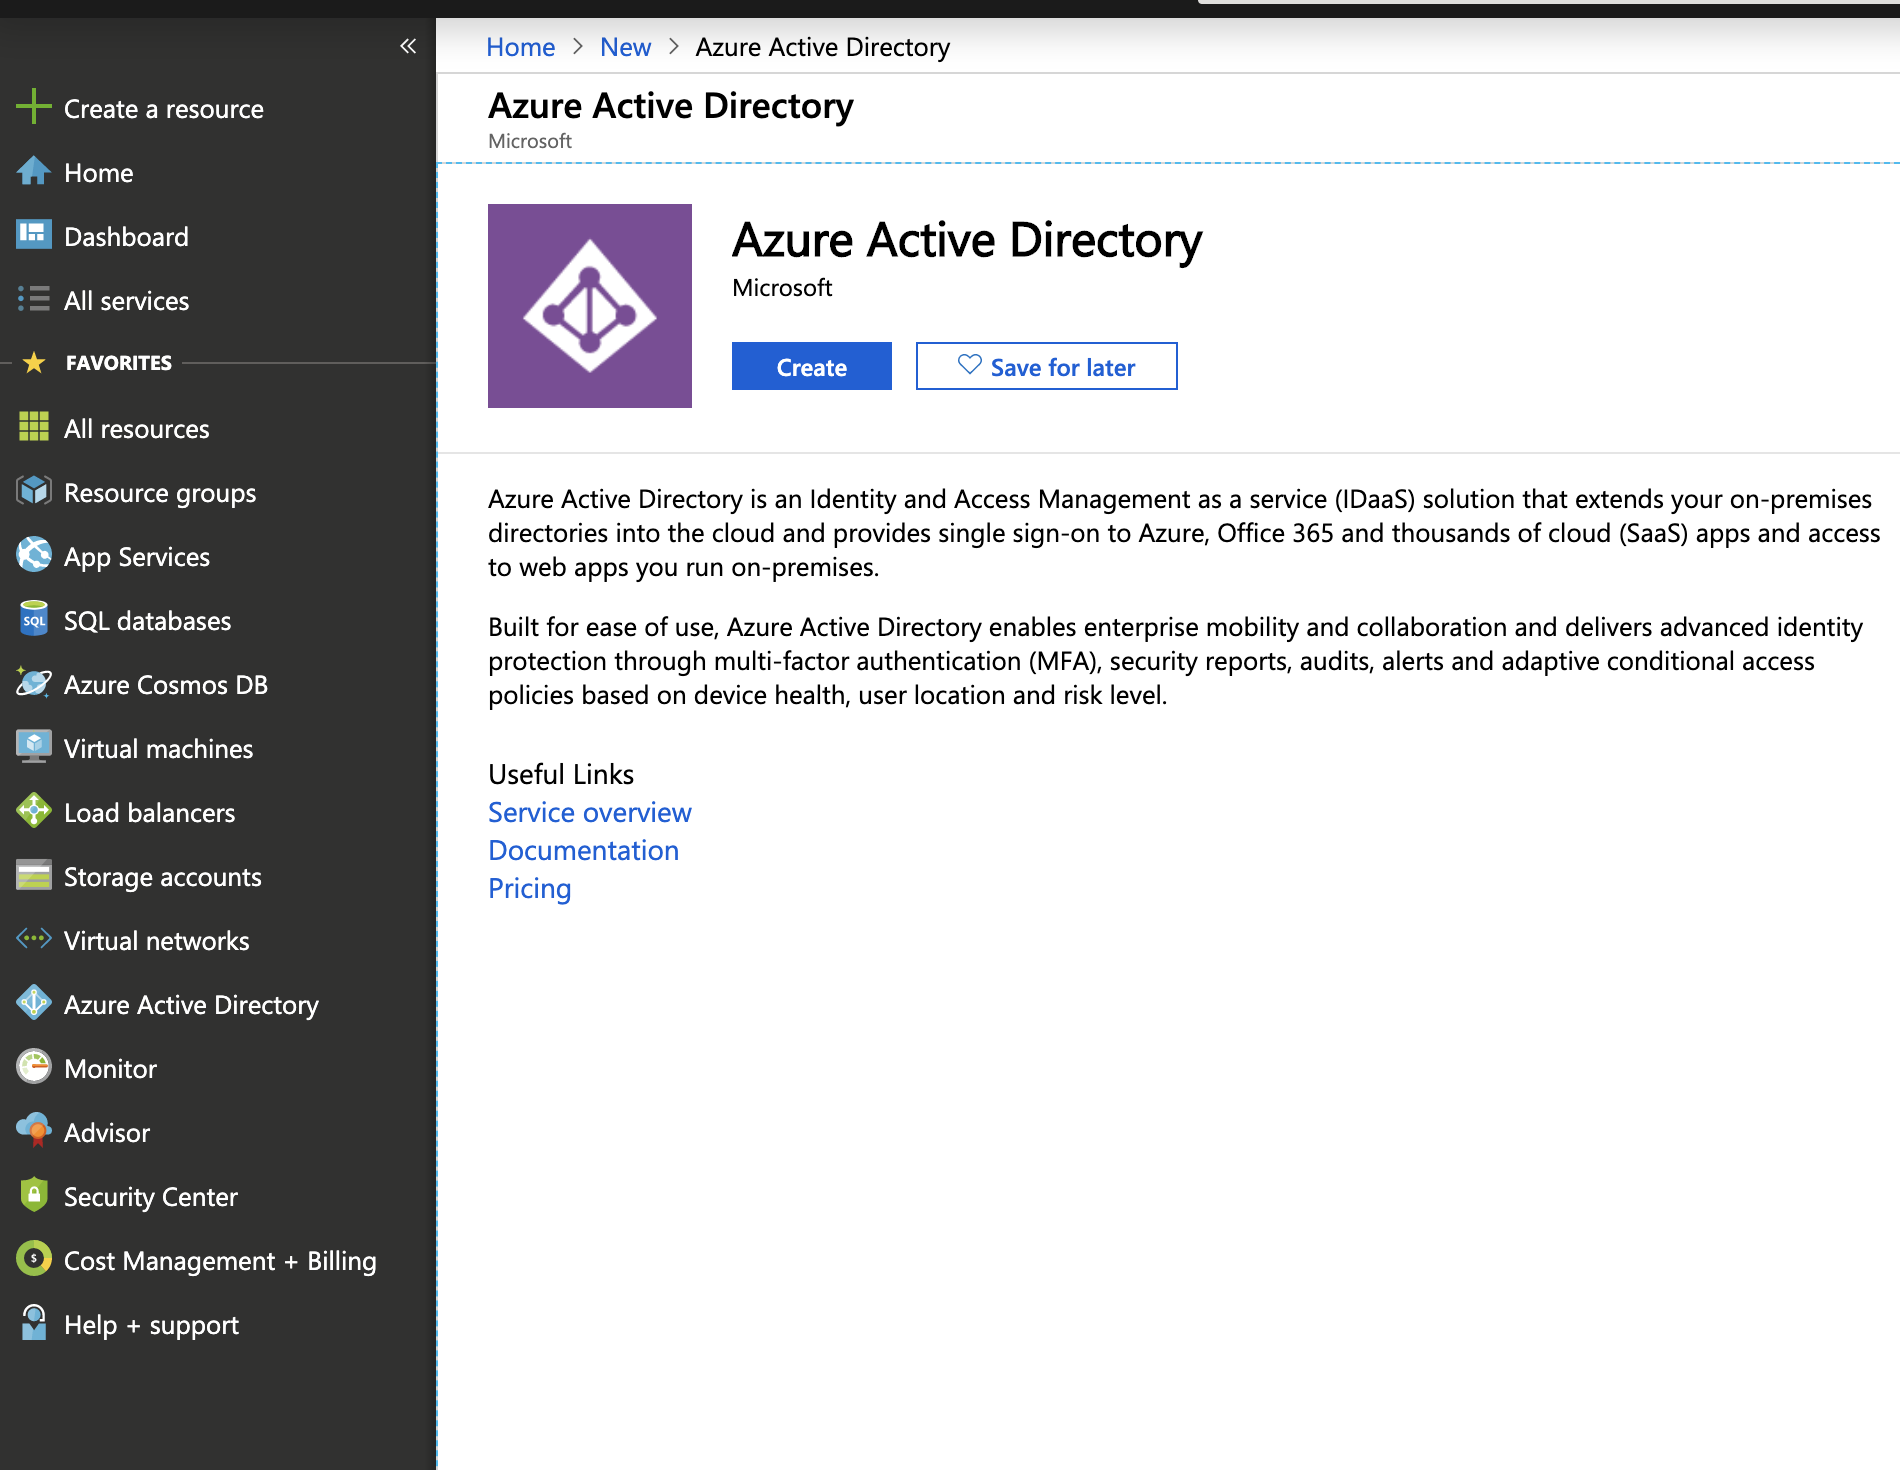 Home > New > Azure Active Directory
Azure Active Directory
Microsoft
Create a resource
Home
Dashboard
All services
FAVORITES
All resources
Resource groups
App Services
SQL databases
SQL
Azure Cosmos DB
Virtual machines
Load balancers
Storage accounts
Virtual networks
Azure Active Directory
Monitor
Advisor
Security Center
Cost Management + Billing
$
Help + support
Azure Active Directory
Microsoft
Create
Save for later
Azure Active Directory is an Identity and Access Management as a service (IDaaS) solution that extends your on-premises
directories into the cloud and provides single sign-on to Azure, Office 365 and thousands of cloud (SaaS) apps and access
to web apps you run on-premises.
Built for ease of use, Azure Active Directory enables enterprise mobility and collaboration and delivers advanced identity
protection through multi-factor authentication (MFA), security reports, audits, alerts and adaptive conditional access
policies based on device health, user location and risk level.
Useful Links
Service overview
Documentation
Pricing